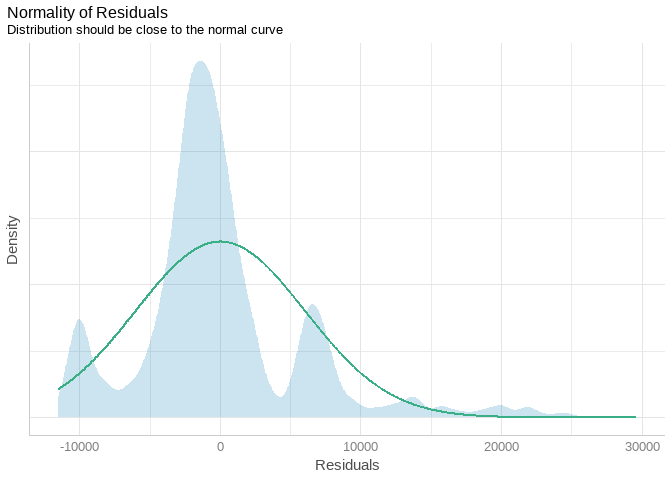 Normality of Residuals
Distribution should be close to the normal curve
Density
-10000
0
10000
20000
30000
Residuals